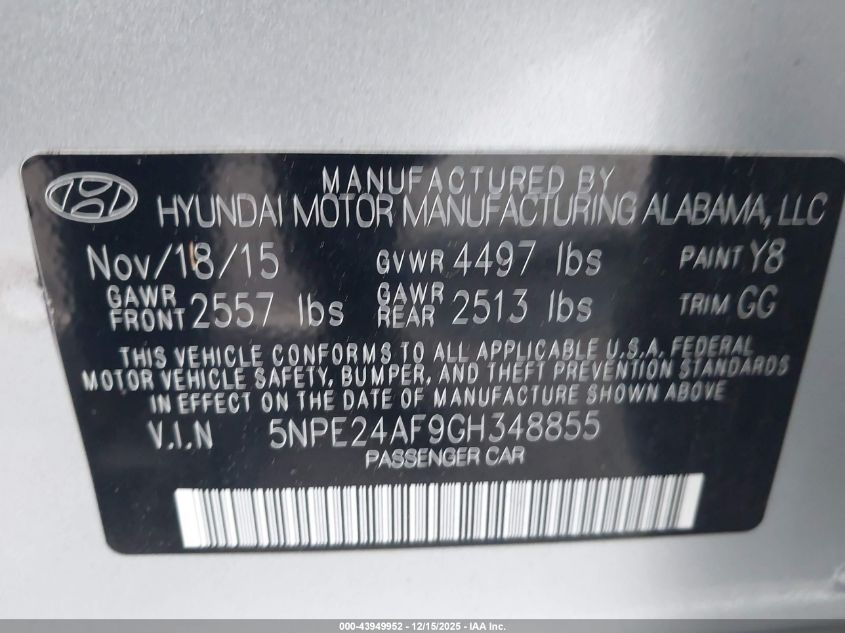 MANUFACTURED BY
HYUNDAI MOTOR MANUFACTURING ALABAMA, LLC
Nov/18/15 GVWR 4497 lbs PAINT Y8
GAWR FRONT 2557 lbs GAWR REAR 2513 lbs TRIM GG
THIS VEHICLE CONFORMS TO ALL APPLICABLE U.S.A. FEDERAL
MOTOR VEHICLE SAFETY, BUMPER, AND THEFT PREVENTION STANDARDS
IN EFFECT ON THE DATE OF MANUFACTURE SHOWN ABOVE
V.I.N 5NPE24AF9GH348855
PASSENGER CAR
000-43949952 - 12/15/2025 - IAA Inc.